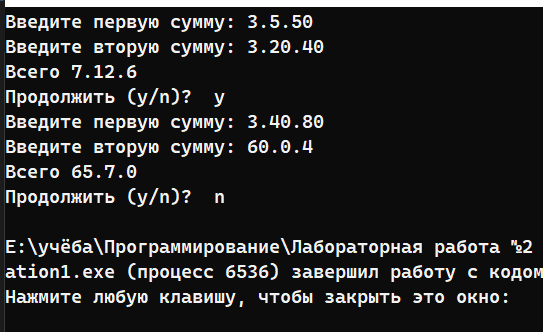 Введите первую сумму: 3.5.50
Введите вторую сумму: 3.20.40
Всего 7.12.6
Продолжить (y/n)?  y
Введите первую сумму: 3.40.80
Введите вторую сумму: 60.0.4
Всего 65.7.0
Продолжить (y/n)?  n
E:\учёба\Программирование\Лабораторная работа №2
ation1.exe (процесс 6536) завершил работу с кодом
Нажмите любую клавишу, чтобы закрыть это окно: